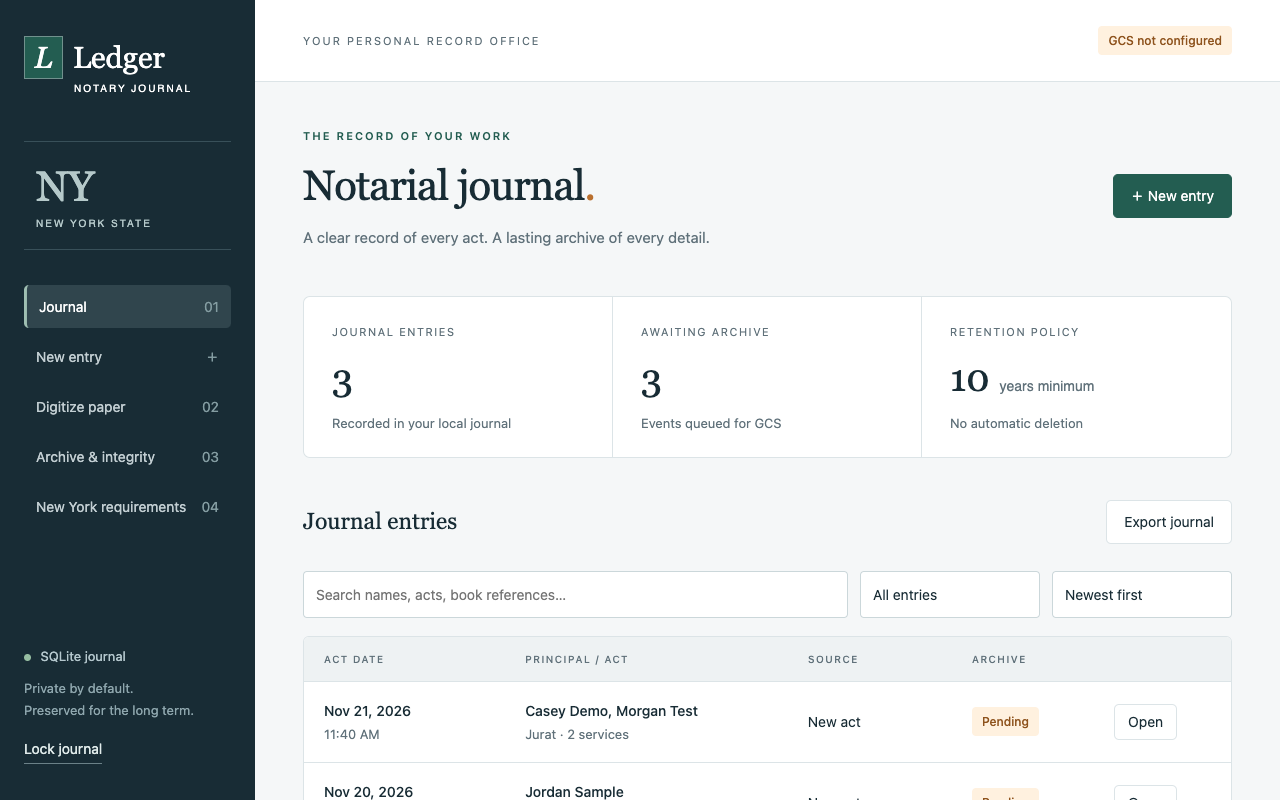 L Ledger
NOTARY JOURNAL
NY
NEW YORK STATE
Journal 01
New entry +
Digitize paper 02
Archive & integrity 03
New York requirements 04
SQLite journal
Private by default.
Preserved for the long term.
Lock journal
YOUR PERSONAL RECORD OFFICE
GCS not configured
THE RECORD OF YOUR WORK
Notarial journal.
A clear record of every act. A lasting archive of every detail.
+ New entry
JOURNAL ENTRIES
3
Recorded in your local journal
AWAITING ARCHIVE
3
Events queued for GCS
RETENTION POLICY
10 years minimum
No automatic deletion
Journal entries
Export journal
Search names, acts, book references...
All entries
Newest first
ACT DATE PRINCIPAL / ACT SOURCE ARCHIVE
Nov 21, 2026 Casey Demo, Morgan Test New act Pending Open
11:40 AM Jurat · 2 services
Nov 20, 2026 Jordan Sample